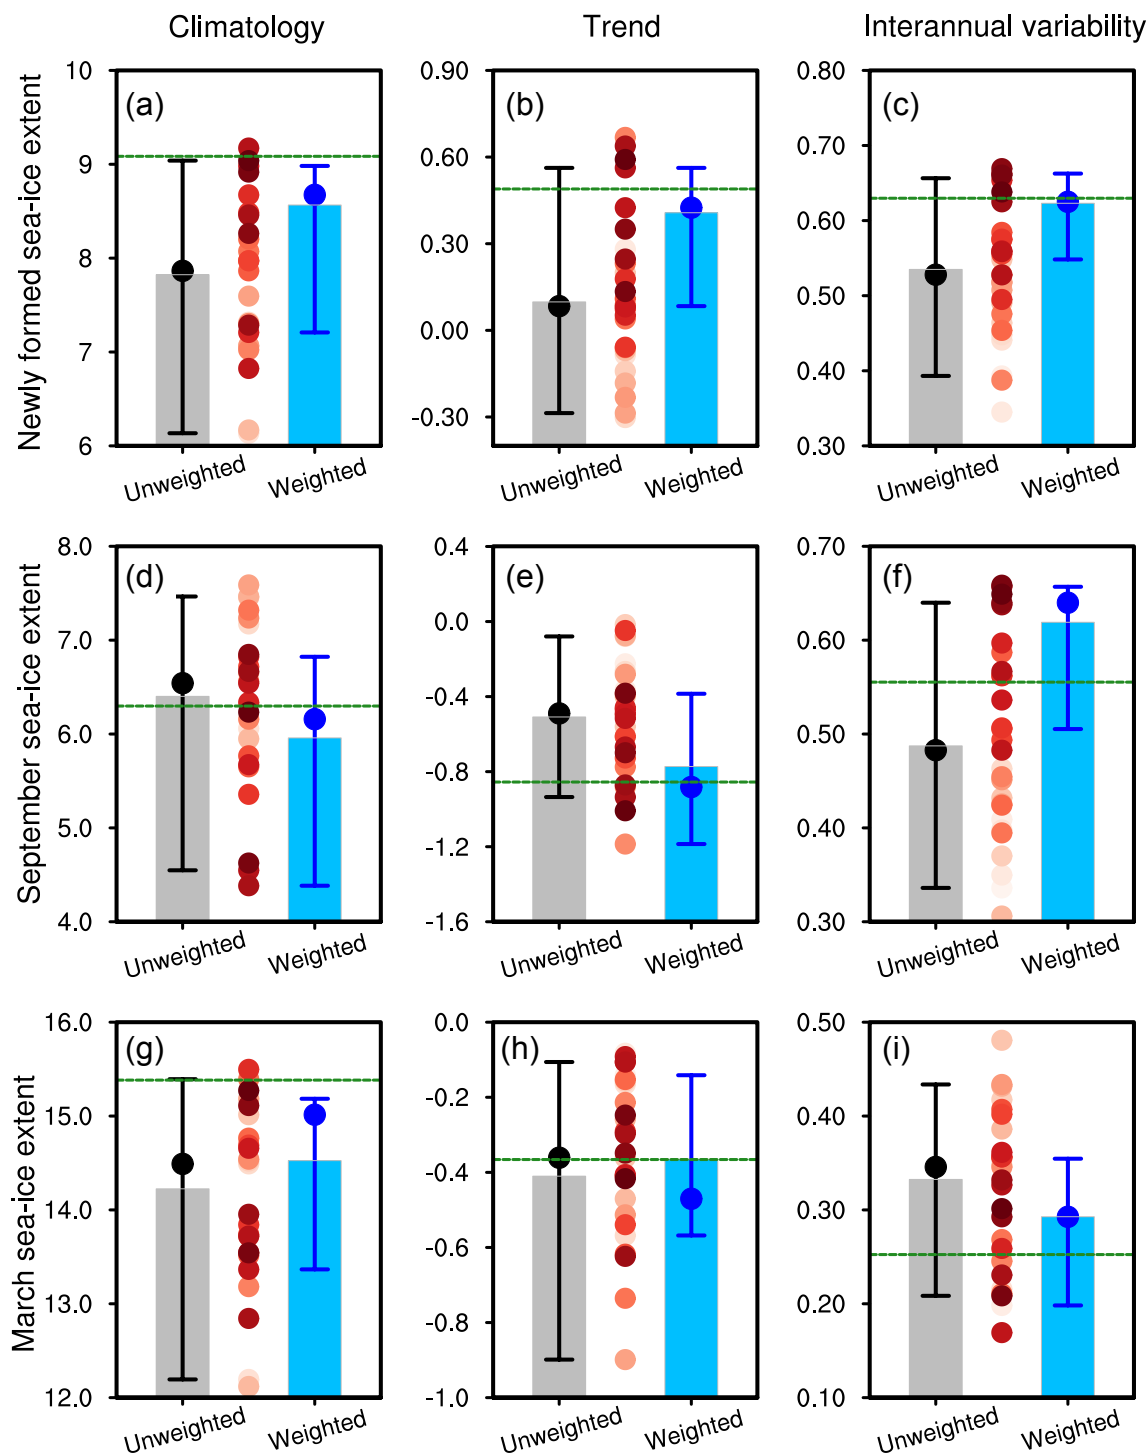 Climatology Trend Interannual variability
Newly formed sea-ice extent
(a)
10
9
8
7
6
Unweighted Weighted
(b)
0.90
0.60
0.30
0.00
-0.30
Unweighted Weighted
(c)
0.80
0.70
0.60
0.50
0.40
0.30
Unweighted Weighted
September sea-ice extent
(d)
8.0
7.0
6.0
5.0
4.0
Unweighted Weighted
(e)
0.4
0.0
-0.4
-0.8
-1.2
-1.6
Unweighted Weighted
(f)
0.70
0.60
0.50
0.40
0.30
Unweighted Weighted
March sea-ice extent
(g)
16.0
15.0
14.0
13.0
12.0
Unweighted Weighted
(h)
0.0
-0.2
-0.4
-0.6
-0.8
-1.0
Unweighted Weighted
(i)
0.50
0.40
0.30
0.20
0.10
Unweighted Weighted